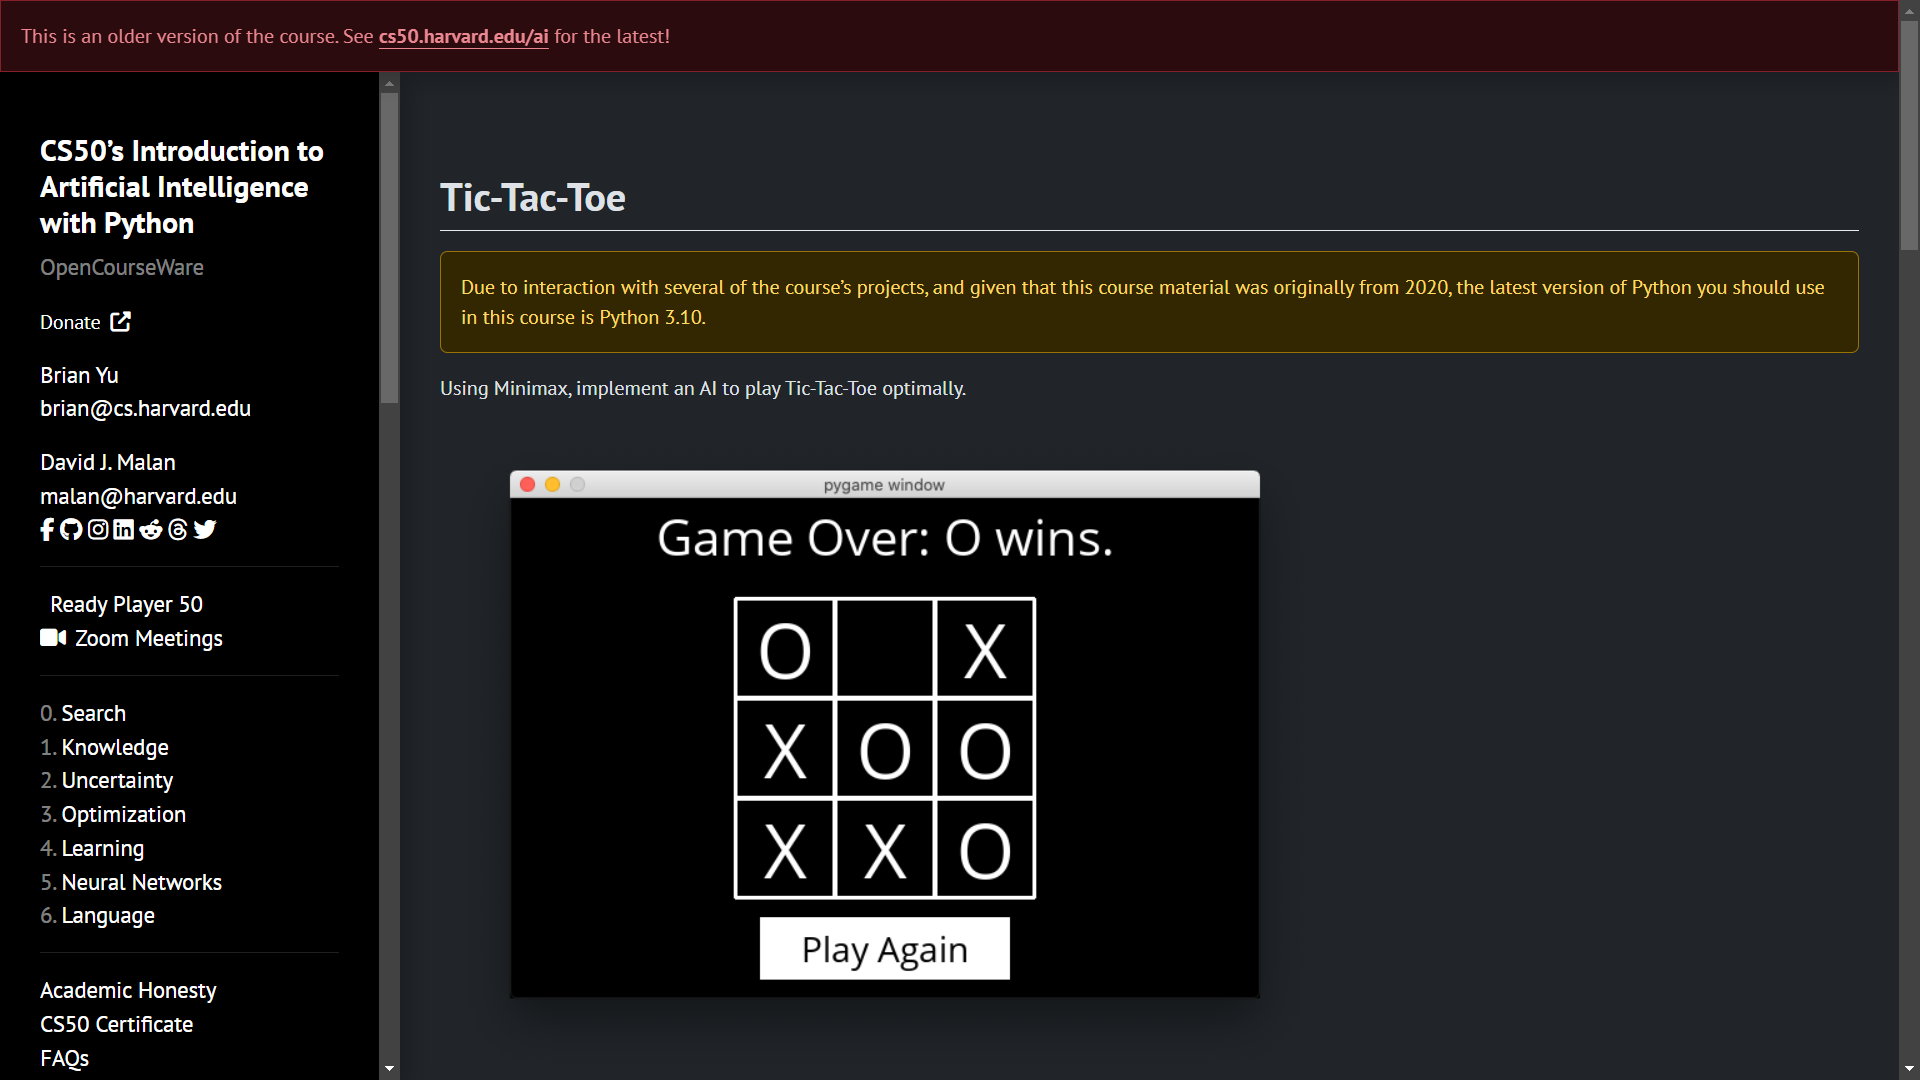 This is an older version of the course. See cs50.harvard.edu/ai for the latest!
CS50’s Introduction to
Artificial Intelligence
with Python
OpenCourseWare
Donate
Brian Yu
brian@cs.harvard.edu
David J. Malan
malan@harvard.edu
Ready Player 50
Zoom Meetings
0. Search
1. Knowledge
2. Uncertainty
3. Optimization
4. Learning
5. Neural Networks
6. Language
Academic Honesty
CS50 Certificate
FAQs
Tic-Tac-Toe
Due to interaction with several of the course’s projects, and given that this course material was originally from 2020, the latest version of Python you should use
in this course is Python 3.10.
Using Minimax, implement an AI to play Tic-Tac-Toe optimally.
pygame window
Game Over: O wins.
O X
X O O
X X O
Play Again